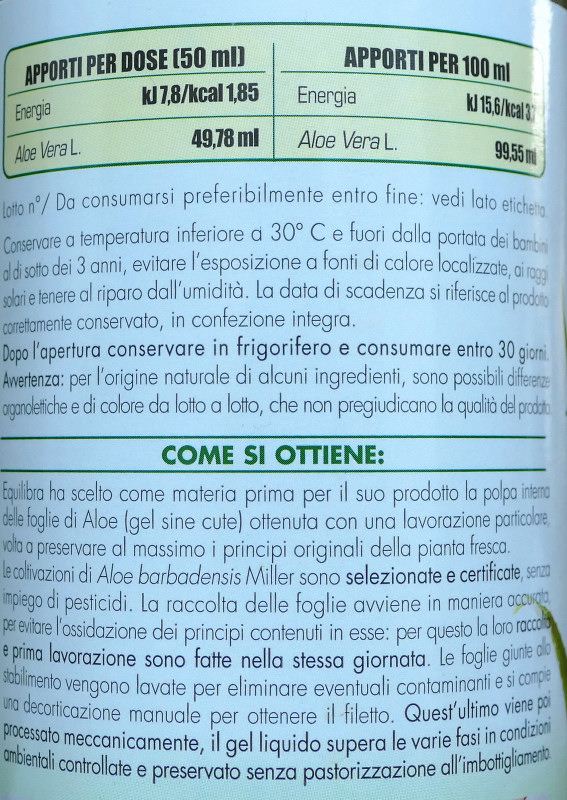 APPORTI PER DOSE (50 ml) APPORTI PER 100 ml
Energia kJ 7,8/kcal 1,85 Energia kJ 15,6/kcal 3,7
Aloe Vera L. 49,78 ml Aloe Vera L. 99,55 ml
Lotto n°/ Da consumarsi preferibilmente entro fine: vedi lato etichetta.
Conservare a temperatura inferiore a 30° C e fuori dalla portata dei bambini
al di sotto dei 3 anni, evitare l'esposizione a fonti di calore localizzate, ai raggi
solari e tenere al riparo dall'umidità. La data di scadenza si riferisce al prodotto
correttamente conservato, in confezione integra.
Dopo l'apertura conservare in frigorifero e consumare entro 30 giorni.
Avvertenza: per l'origine naturale di alcuni ingredienti, sono possibili differenze
organolettiche e di colore da lotto a lotto, che non pregiudicano la qualità del prodotto.
COME SI OTTIENE:
Equilibra ha scelto come materia prima per il suo prodotto la polpa interna
delle foglie di Aloe (gel sine cute) ottenuta con una lavorazione particolare,
volta a preservare al massimo i principi originali della pianta fresca.
Le coltivazioni di Aloe barbadensis Miller sono selezionate e certificate, senza
impiego di pesticidi. La raccolta delle foglie avviene in maniera accurata,
per evitare l'ossidazione dei principi contenuti in esse: per questo la loro raccolta
e prima lavorazione sono fatte nella stessa giornata. Le foglie giunte allo
stabilimento vengono lavate per eliminare eventuali contaminanti e si compie
una decorticazione manuale per ottenere il filetto. Quest'ultimo viene poi
processato meccanicamente, il gel liquido supera le varie fasi in condizioni
ambientali controllate e preservato senza pastorizzazione all'imbottigliamento.